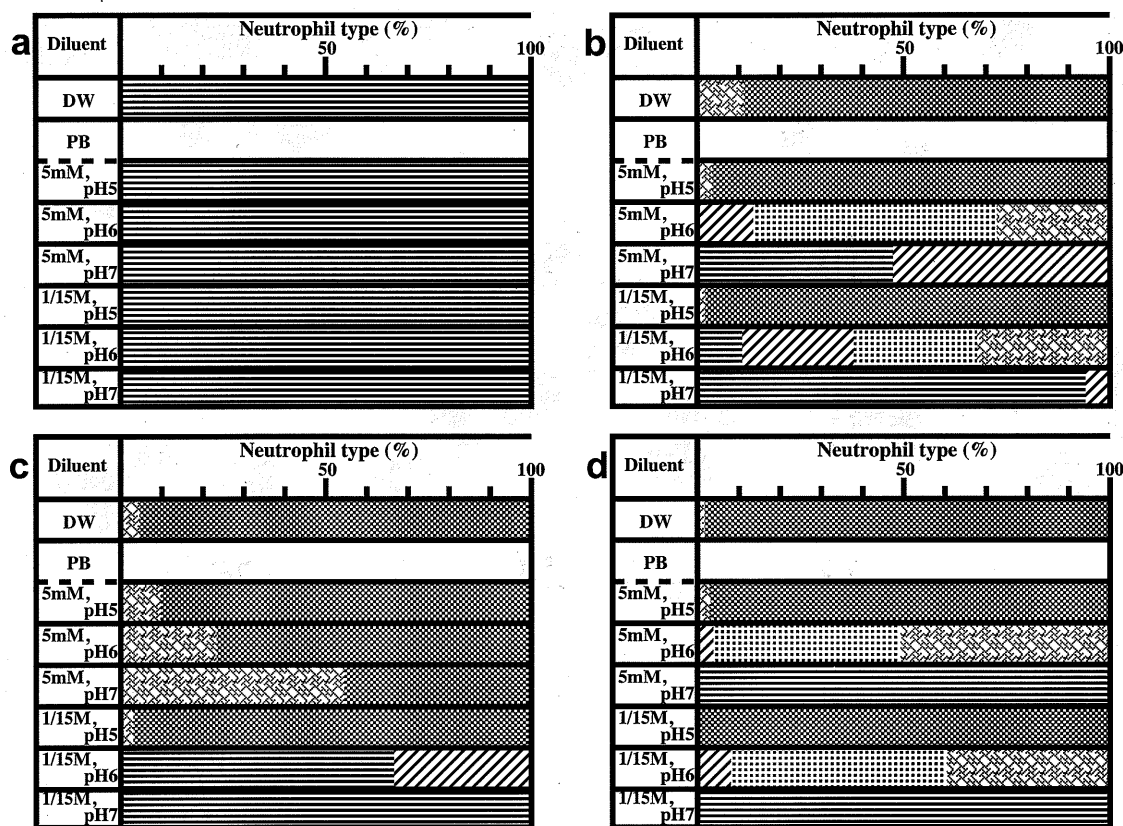 a
Diluent
Neutrophil type (%)
50
100
DW
PB
5mM,
pH5
5mM,
pH6
5mM,
pH7
1/15M,
pH5
1/15M,
pH6
1/15M,
pH7
b
Diluent
Neutrophil type (%)
50
100
DW
PB
5mM,
pH5
5mM,
pH6
5mM,
pH7
1/15M,
pH5
1/15M,
pH6
1/15M,
pH7
c
Diluent
Neutrophil type (%)
50
100
DW
PB
5mM,
pH5
5mM,
pH6
5mM,
pH7
1/15M,
pH5
1/15M,
pH6
1/15M,
pH7
d
Diluent
Neutrophil type (%)
50
100
DW
PB
5mM,
pH5
5mM,
pH6
5mM,
pH7
1/15M,
pH5
1/15M,
pH6
1/15M,
pH7